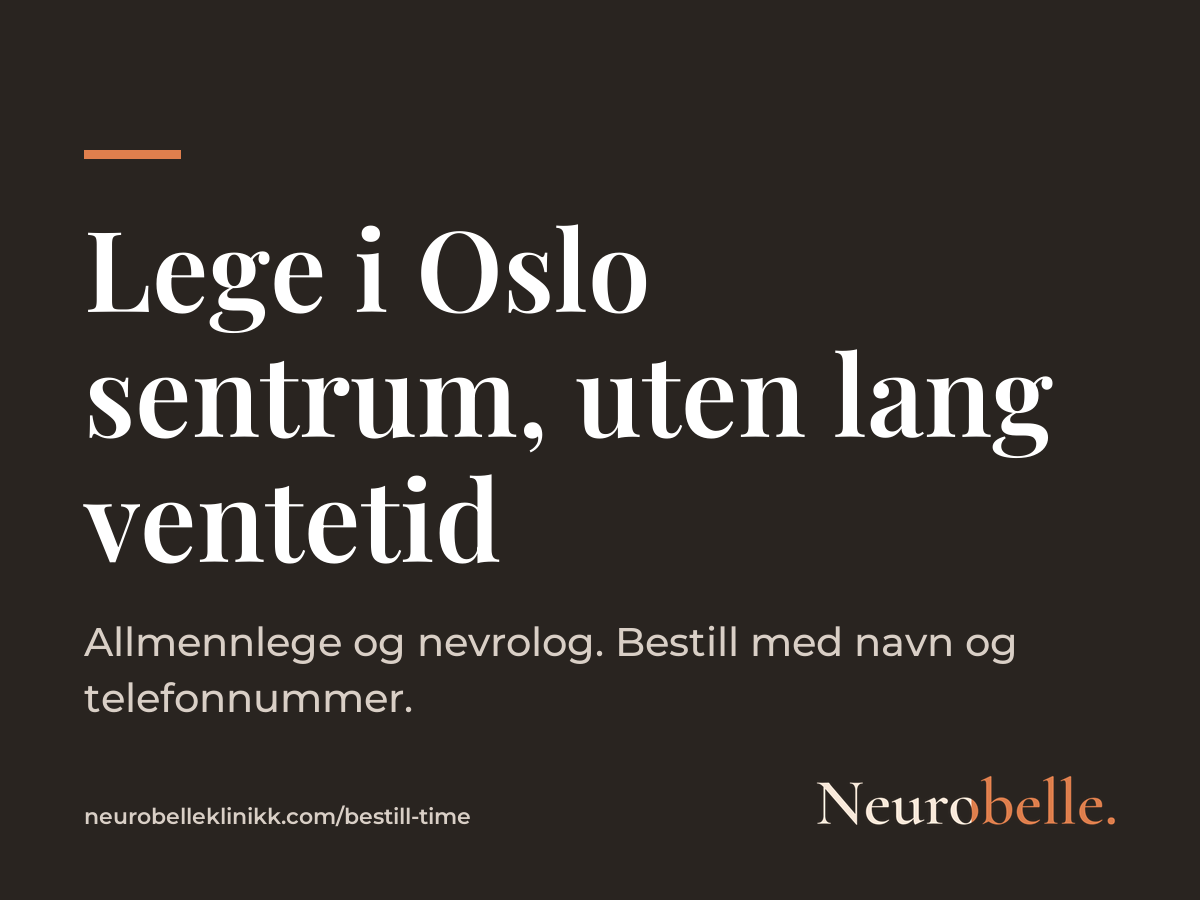 Lege i Oslo
sentrum, uten lang
ventetid
Allmennlege og nevrolog. Bestill med navn og
telefonnummer.
neurobelleklinikk.com/bestill-time
Neurobelle.